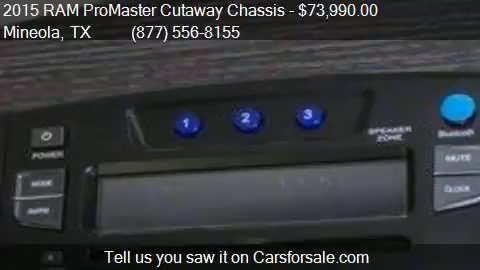 2015 RAM ProMaster Cutaway Chassis - $73,990.00
Mineola, TX (877) 556-8155
1 2 3
SPEAKER ZONE
Bluetooth
POWER
MUTE
MODE
CLOCK
Tell us you saw it on Carsforsale.com